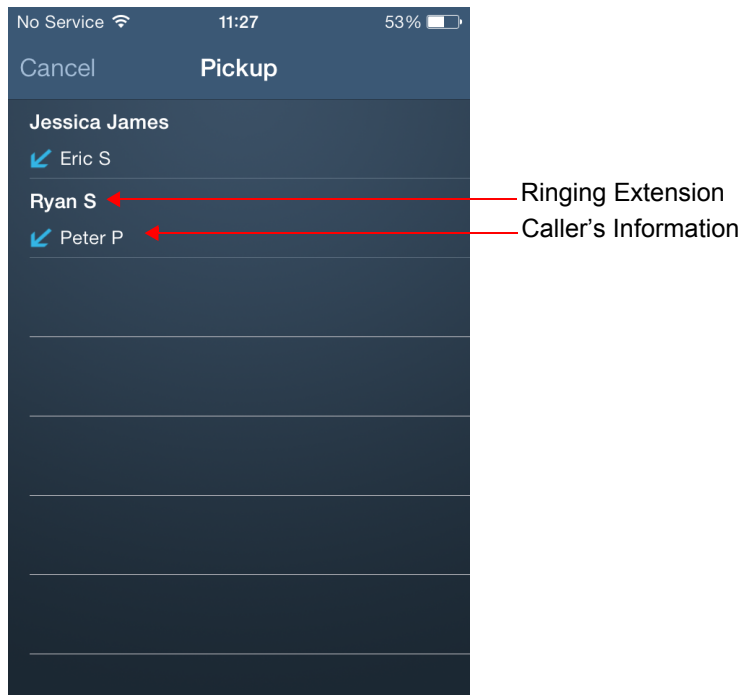 No Service 11:27 53%
Cancel Pickup
Jessica James
Eric S
Ryan S
Ringing Extension
Peter P
Caller's Information